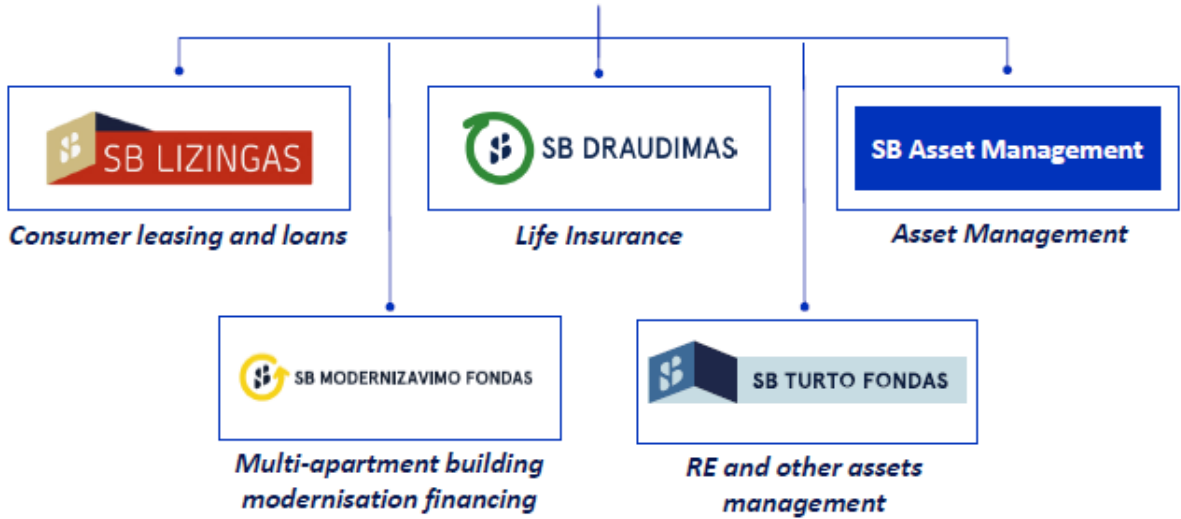 SB LIZINGAS
Consumer leasing and loans
SB DRAUDIMAS
Life Insurance
SB Asset Management
Asset Management
SB MODERNIZAVIMO FONDAS
Multi-apartment building
modernisation financing
SB TURTO FONDAS
RE and other assets
management